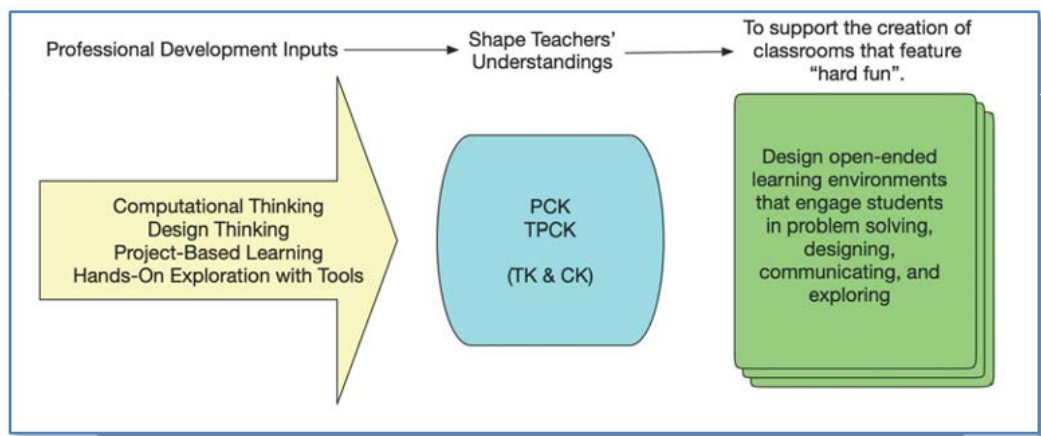 Professional Development Inputs
Shape Teachers'
Understandings
To support the creation of
classrooms that feature
“hard fun”.
Computational Thinking
Design Thinking
Project-Based Learning
Hands-On Exploration with Tools
PCK
TPCK
(TK & CK)
Design open-ended
learning environments
that engage students
in problem solving,
designing,
communicating, and
exploring